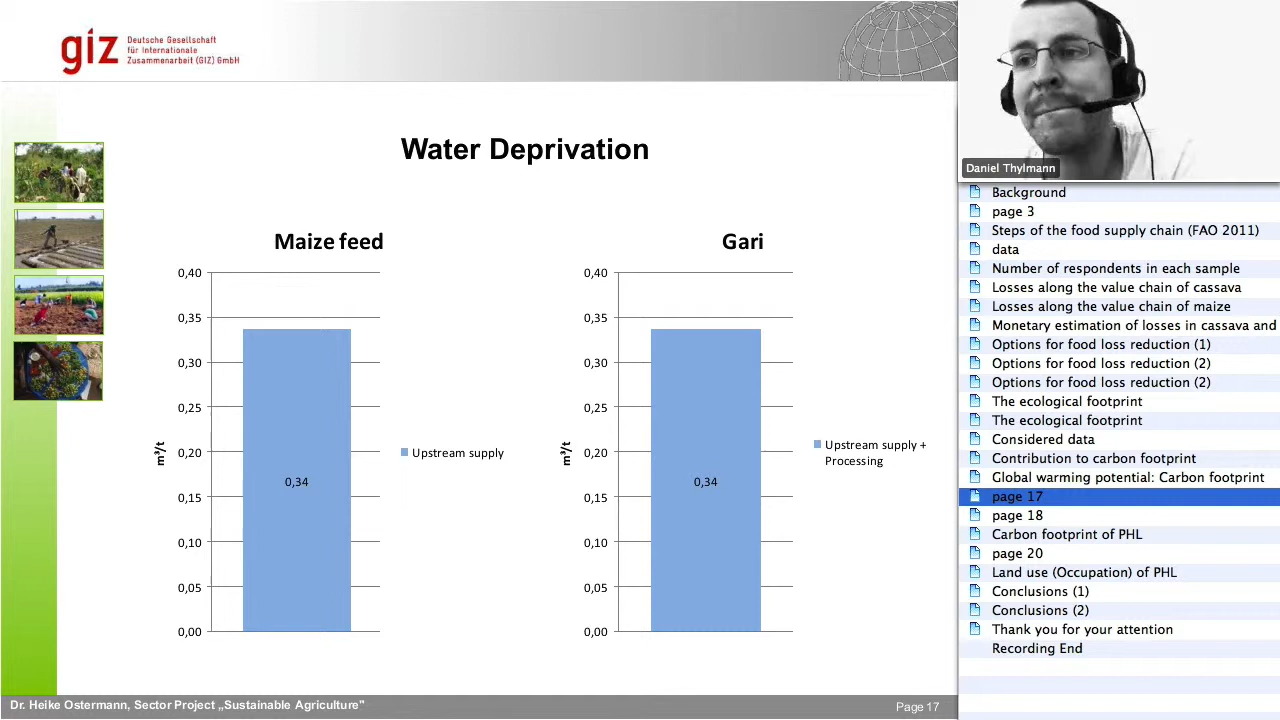 giz
Deutsche Gesellschaft
für Internationale
Zusammenarbeit (GIZ) GmbH
Water Deprivation
Maize feed
0,40
0,35
0,30
0,25
0,20
0,15
0,10
0,05
0,00
m³/t
0,34
Upstream supply
Gari
0,40
0,35
0,30
0,25
0,20
0,15
0,10
0,05
0,00
m³/t
0,34
Upstream supply +
Processing
Dr. Heike Ostermann, Sector Project „Sustainable Agriculture"
Page 17
Daniel Thylmann
Background
page 3
Steps of the food supply chain (FAO 2011)
data
Number of respondents in each sample
Losses along the value chain of cassava
Losses along the value chain of maize
Monetary estimation of losses in cassava and
Options for food loss reduction (1)
Options for food loss reduction (2)
Options for food loss reduction (2)
The ecological footprint
The ecological footprint
Considered data
Contribution to carbon footprint
Global warming potential: Carbon footprint
page 17
page 18
Carbon footprint of PHL
page 20
Land use (Occupation) of PHL
Conclusions (1)
Conclusions (2)
Thank you for your attention
Recording End